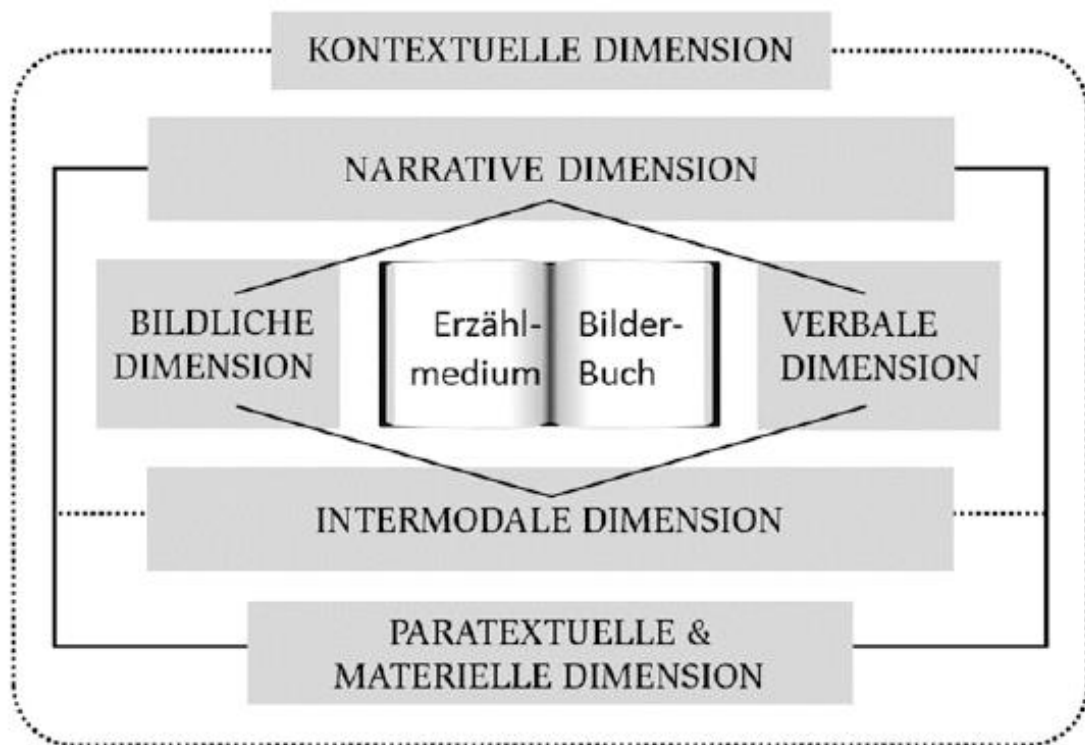 KONTEXTUELLE DIMENSION
NARRATIVE DIMENSION
BILDLICHE
DIMENSION
Erzähl-
medium
Bilder-
Buch
VERBALE
DIMENSION
INTERMODALE DIMENSION
PARATEXTUELLE &
MATERIELLE DIMENSION